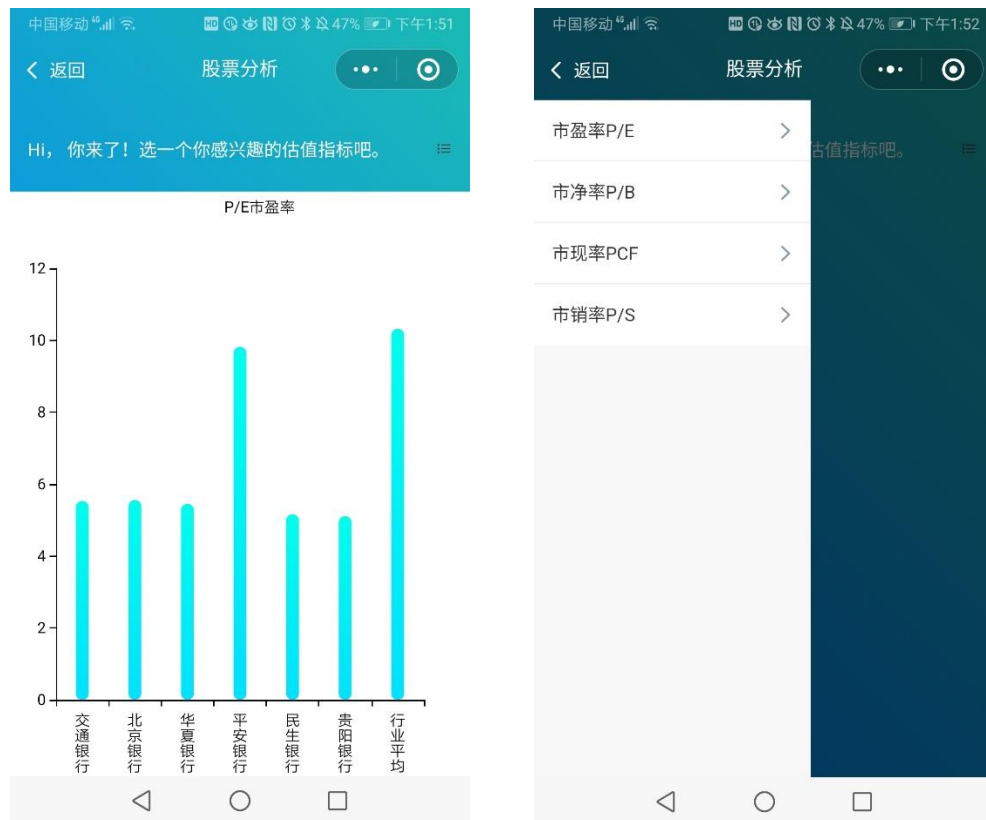 中国移动 4G HD 47% 下午1:51
返回 股票分析
Hi， 你来了！选一个你感兴趣的估值指标吧。
P/E市盈率
12
10
8
6
4
2
0
交通银行
北京银行
华夏银行
平安银行
民生银行
贵阳银行
行业平均
中国移动 4G HD 47% 下午1:52
返回 股票分析
市盈率P/E
古值指标吧。
市净率P/B
市现率PCF
市销率P/S